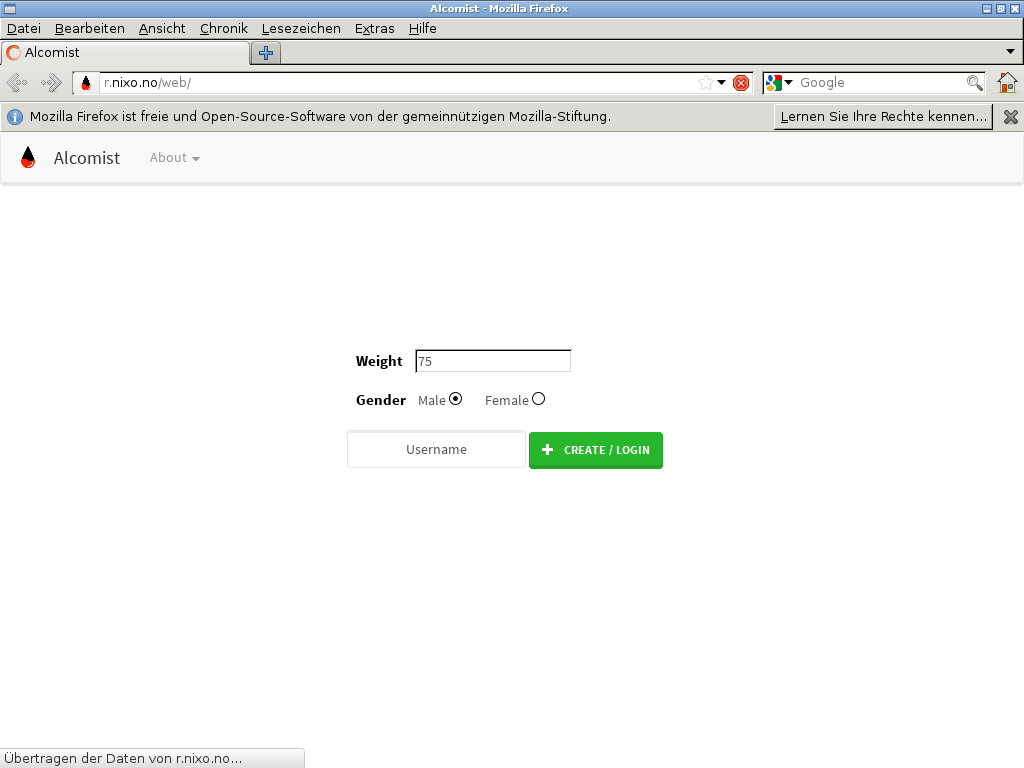 Alcomist - Mozilla Firefox
Datei Bearbeiten Ansicht Chronik Lesezeichen Extras Hilfe
Alcomist
r.nixo.no/web/ Google
Mozilla Firefox ist freie und Open-Source-Software von der gemeinnützigen Mozilla-Stiftung. Lernen Sie Ihre Rechte kennen...
Alcomist About
Weight 75
Gender Male Female
Username CREATE / LOGIN
Übertragen der Daten von r.nixo.no...